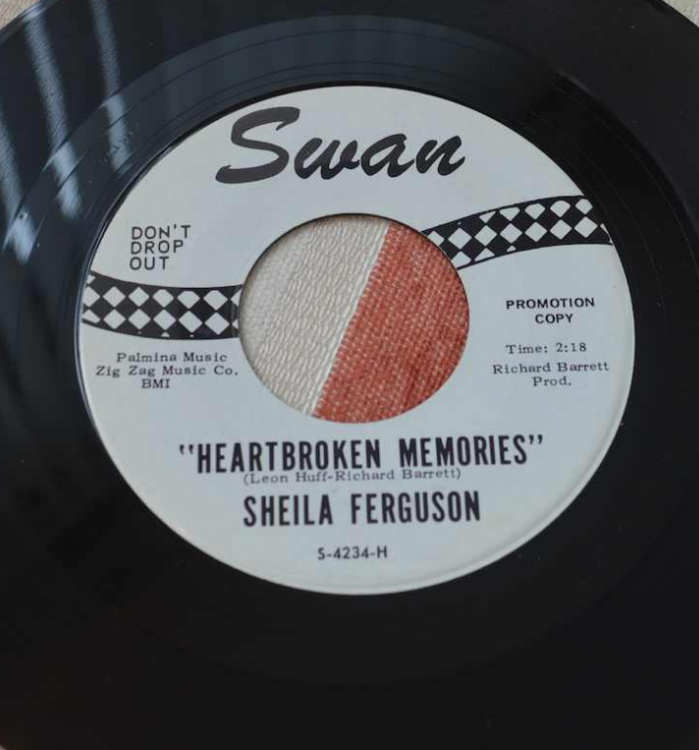 Swan
DON'T
DROP
OUT
PROMOTION
COPY
Palmina Music
Zig Zag Music Co.
BMI
Time: 2:18
Richard Barrett
Prod.
"HEARTBROKEN MEMORIES"
(Leon Huff-Richard Barrett)
SHEILA FERGUSON
S-4234-H